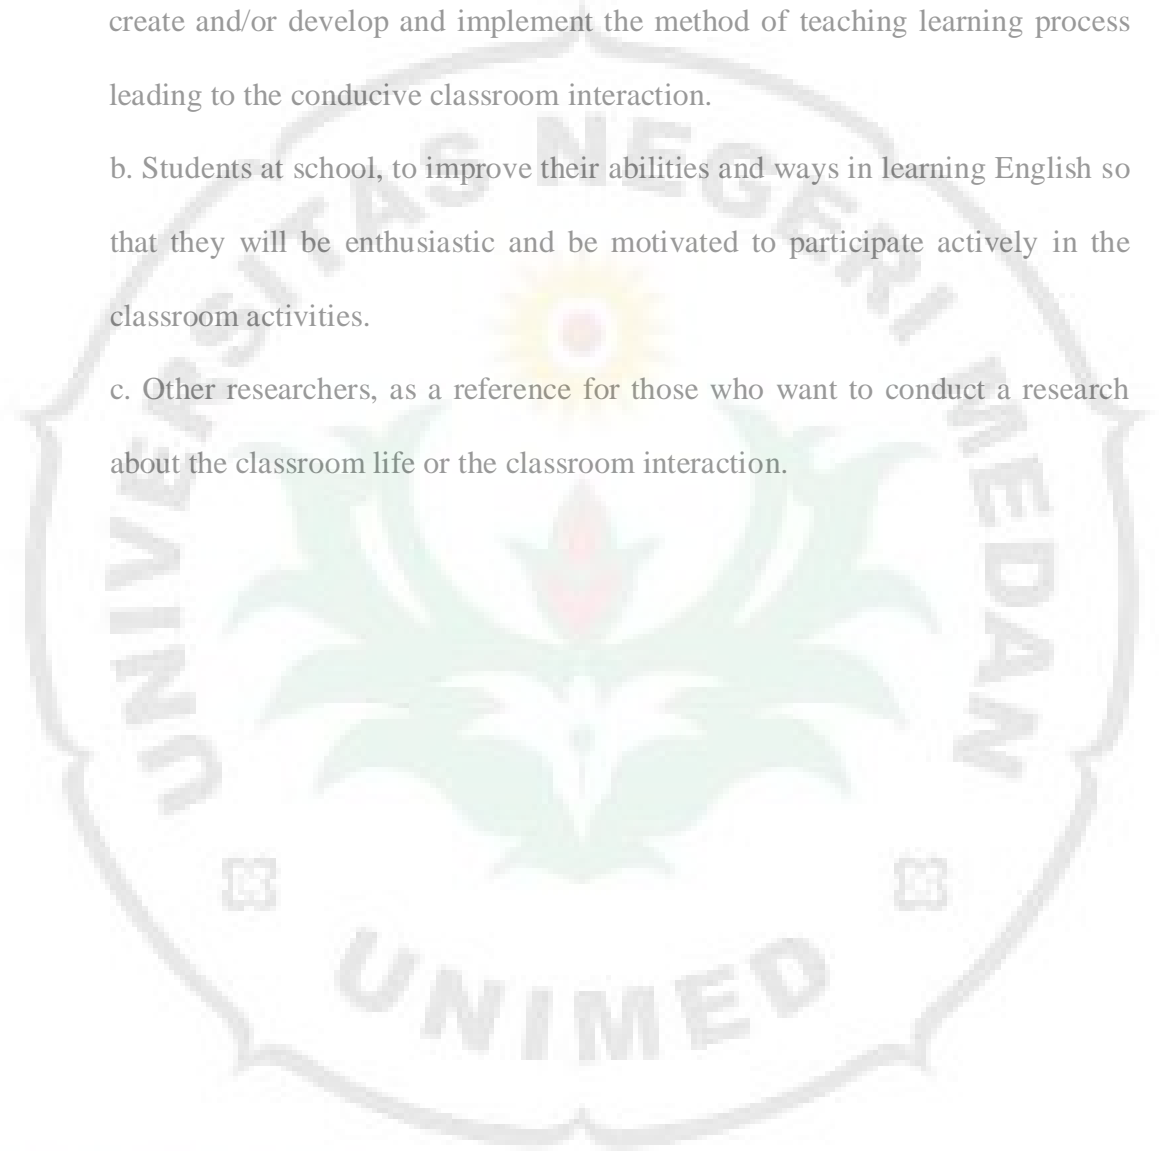 create and/or develop and implement the method of teaching learning process
leading to the conducive classroom interaction.
b. Students at school, to improve their abilities and ways in learning English so
that they will be enthusiastic and be motivated to participate actively in the
classroom activities.
c. Other researchers, as a reference for those who want to conduct a research
about the classroom life or the classroom interaction.
UNIVERSITAS NEGERI MEDAN
UNIMED